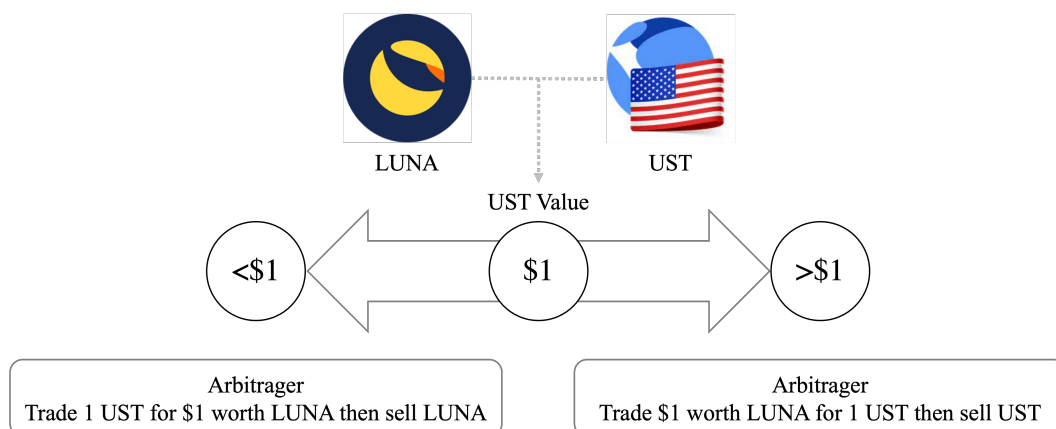 LUNA
UST
UST Value
<$1
$1
>$1
Arbitrager
Trade 1 UST for $1 worth LUNA then sell LUNA
Arbitrager
Trade $1 worth LUNA for 1 UST then sell UST